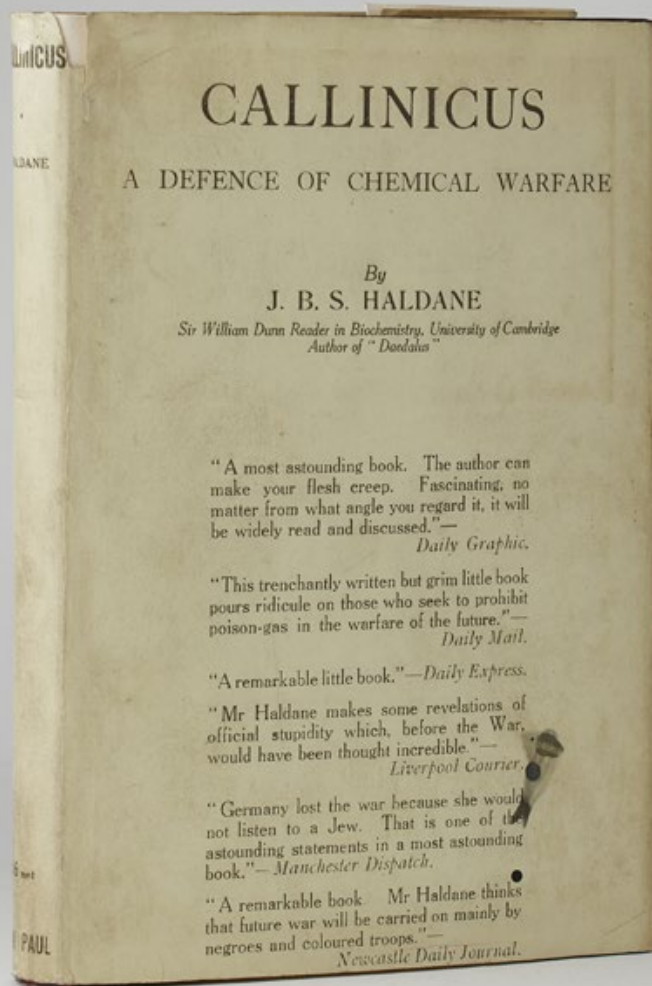 CALLINICUS
A DEFENCE OF CHEMICAL WARFARE
By
J. B. S. HALDANE
Sir William Dunn Reader in Biochemistry, University of Cambridge
Author of "Daedalus"
"A most astounding book. The author can
make your flesh creep. Fascinating, no
matter from what angle you regard it, it will
be widely read and discussed."—
Daily Graphic.
"This trenchantly written but grim little book
pours ridicule on those who seek to prohibit
poison-gas in the warfare of the future."—
Daily Mail.
"A remarkable little book."—Daily Express.
"Mr Haldane makes some revelations of
official stupidity which, before the War,
would have been thought incredible."—
Liverpool Courier.
"Germany lost the war because she would
not listen to a Jew. That is one of the
astounding statements in a most astounding
book."—Manchester Dispatch.
"A remarkable book. Mr Haldane thinks
that future war will be carried on mainly by
negroes and coloured troops."—
Newcastle Daily Journal.
PAUL